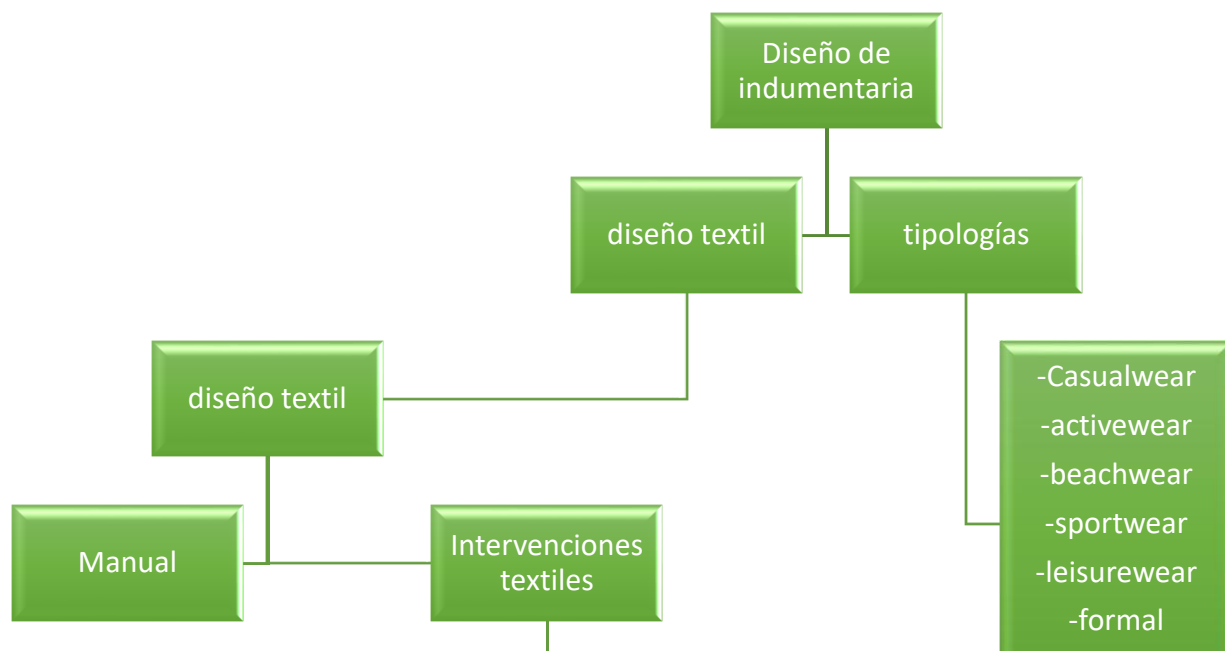 Diseño de
indumentaria
diseño textil
tipologías
diseño textil
-Casualwear
-activewear
-beachwear
-sportwear
-leisurewear
-formal
Manual
Intervenciones
textiles